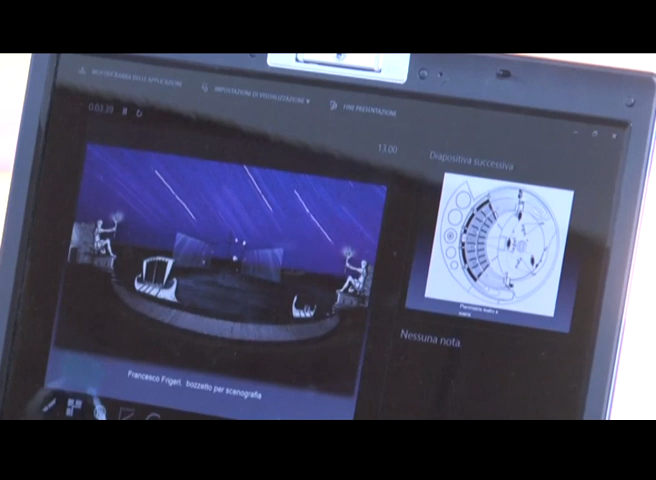 MOSTRA BARRA DELLE APPLICAZIONI
IMPOSTAZIONI DI VISUALIZZAZIONE ▼
FINE PRESENTAZIONE
0:03.39
13.00
Diapositiva successiva
Francesco Frigeri, bozzetto per scenografia
Nessuna nota